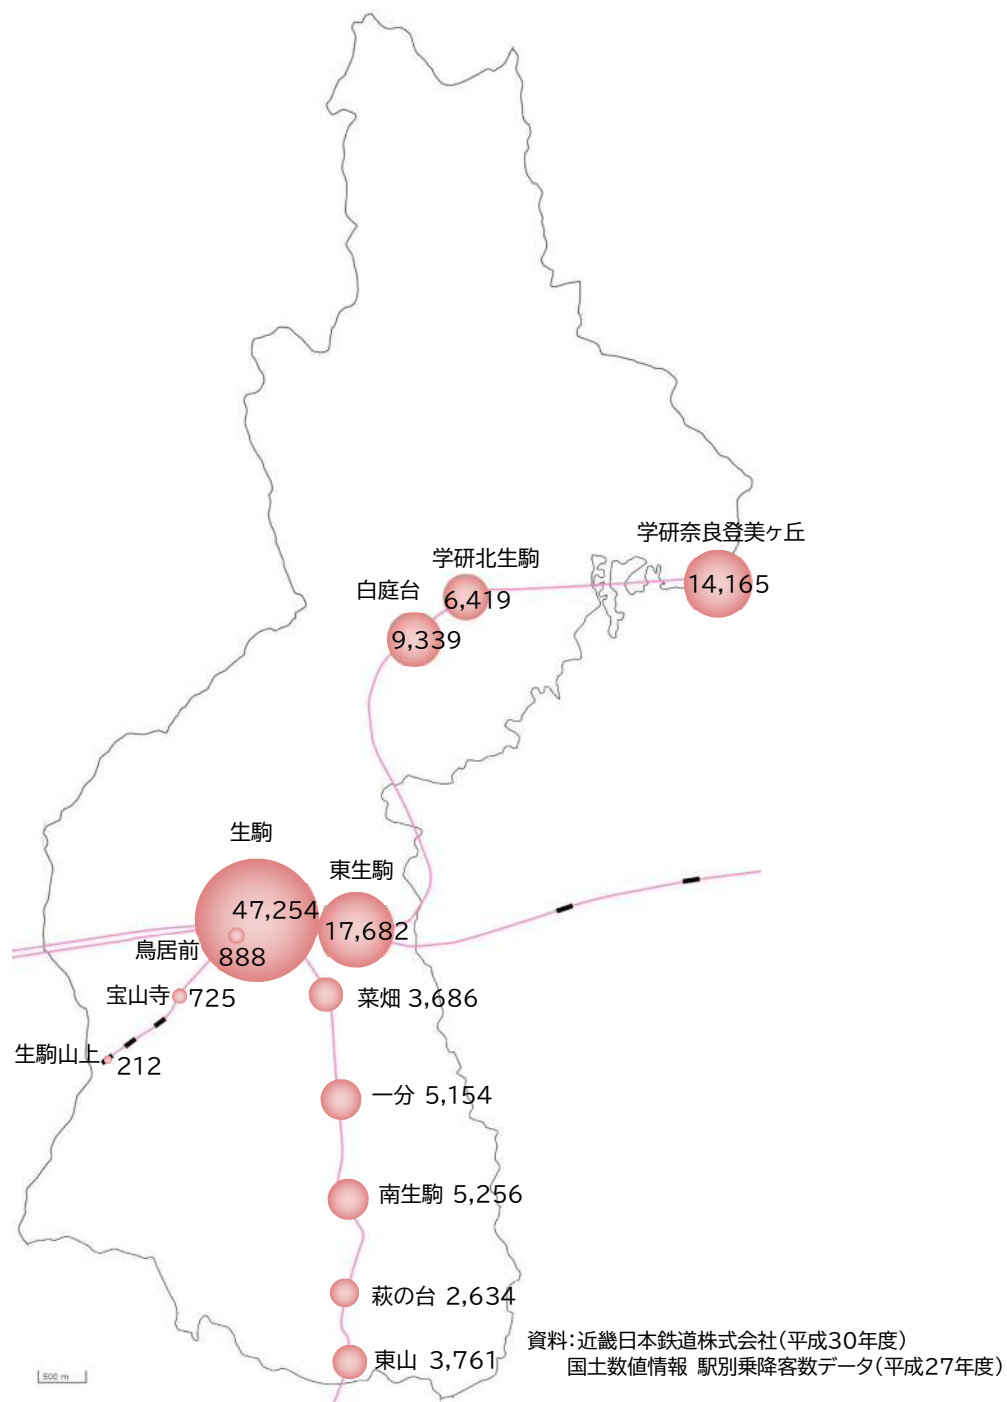 学研奈良登美ヶ丘
14,165
学研北生駒
6,419
白庭台
9,339
生駒
47,254
東生駒
17,682
鳥居前
888
宝山寺 725
生駒山上 212
菜畑 3,686
一分 5,154
南生駒 5,256
萩の台 2,634
東山 3,761
資料:近畿日本鉄道株式会社(平成30年度)
国土数値情報 駅別乗降客数データ(平成27年度)
500 m